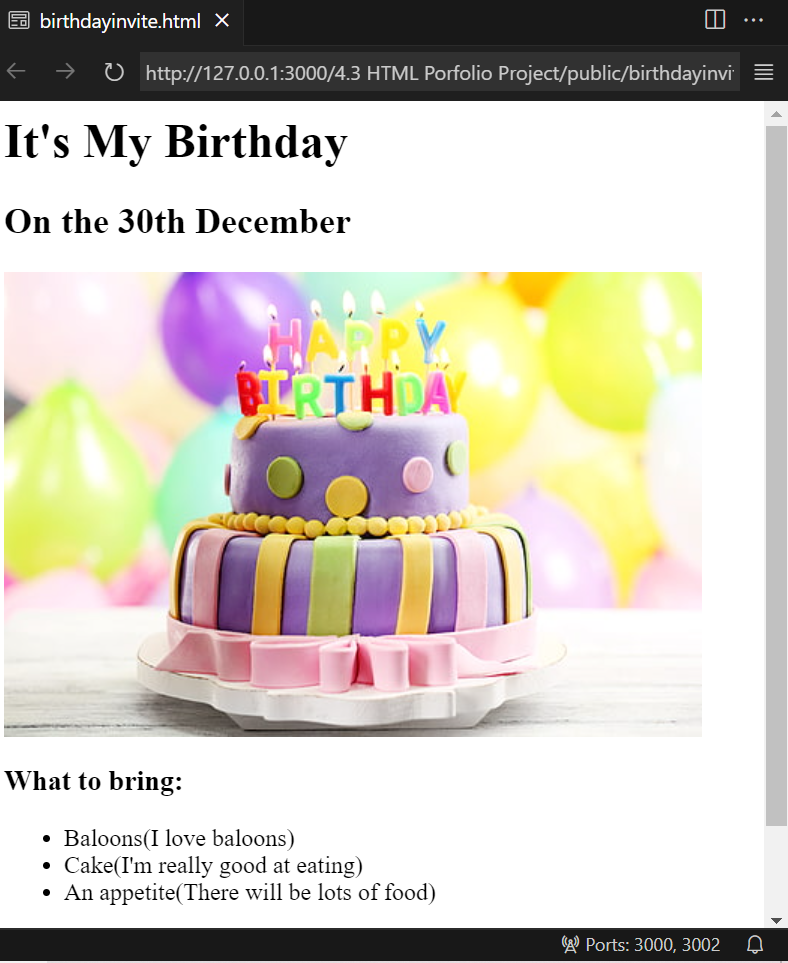 birthdayinvite.html
http://127.0.0.1:3000/4.3 HTML Porfolio Project/public/birthdayinvi
It's My Birthday
On the 30th December
HAPPY
BIRTHDAY
What to bring:
Baloons(I love baloons)
Cake(I'm really good at eating)
An appetite(There will be lots of food)
Ports: 3000, 3002